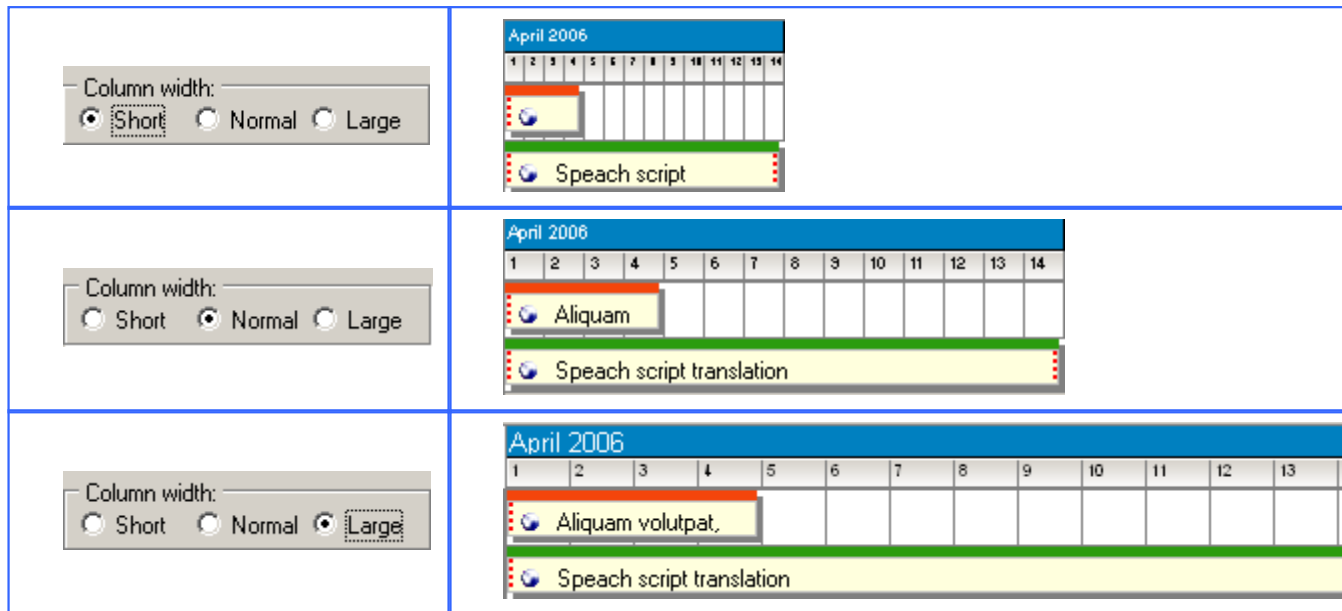 Column width:
Short Normal Large
April 2006
1 2 3 4 5 6 7 8 9 10 11 12 13 14
Speach script
Column width:
Short Normal Large
April 2006
1 2 3 4 5 6 7 8 9 10 11 12 13 14
Aliquam
Speach script translation
Column width:
Short Normal Large
April 2006
1 2 3 4 5 6 7 8 9 10 11 12 13
Aliquam volutpat,
Speach script translation